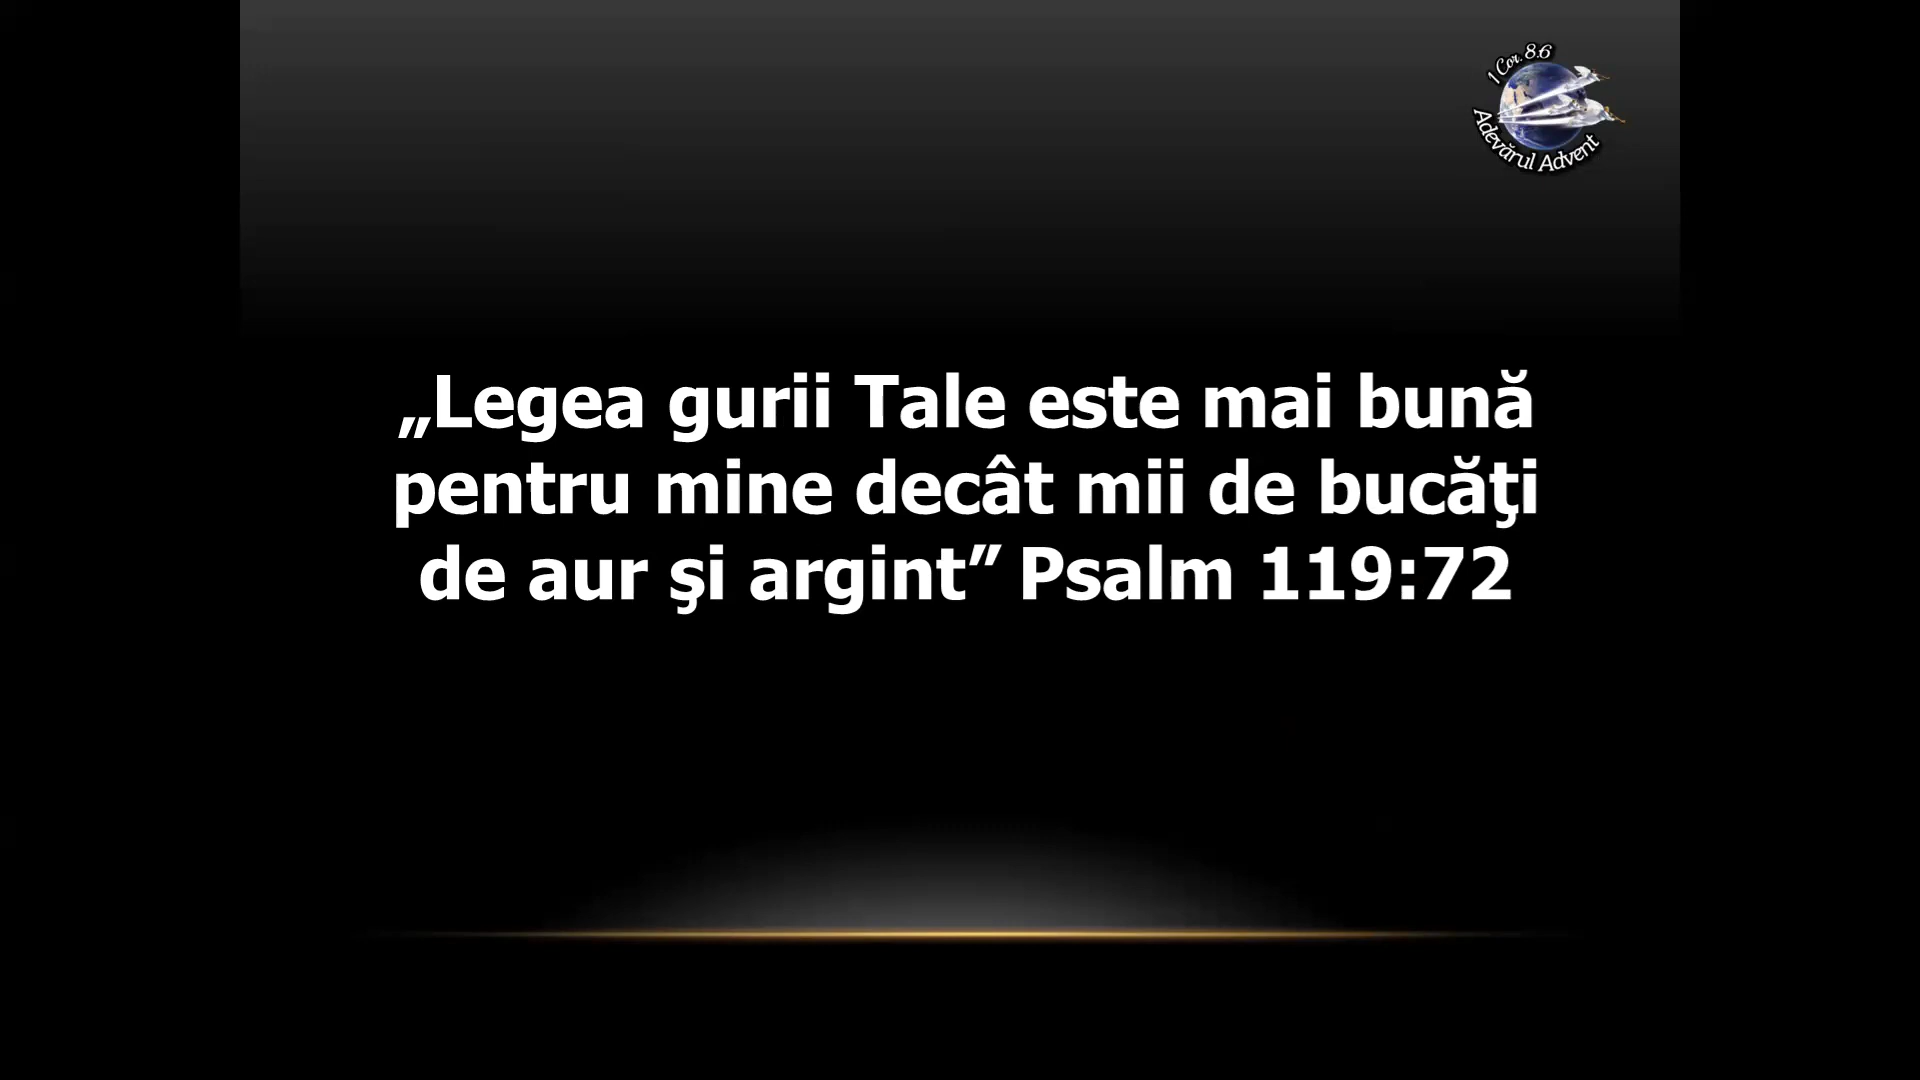 1 Cor. 8:6
Adevărul Advent
„Legea gurii Tale este mai bună
pentru mine decât mii de bucăţi
de aur şi argint” Psalm 119:72